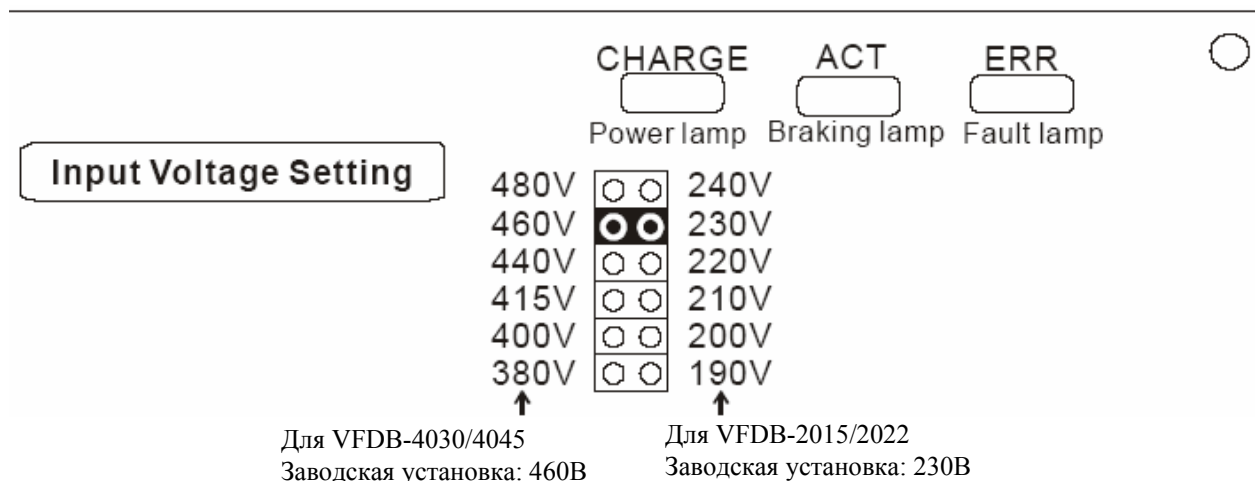 CHARGE ACT ERR
Power lamp Braking lamp Fault lamp
Input Voltage Setting
480V 240V
460V 230V
440V 220V
415V 210V
400V 200V
380V 190V
Для VFDB-4030/4045 Для VFDB-2015/2022
Заводская установка: 460В Заводская установка: 230В